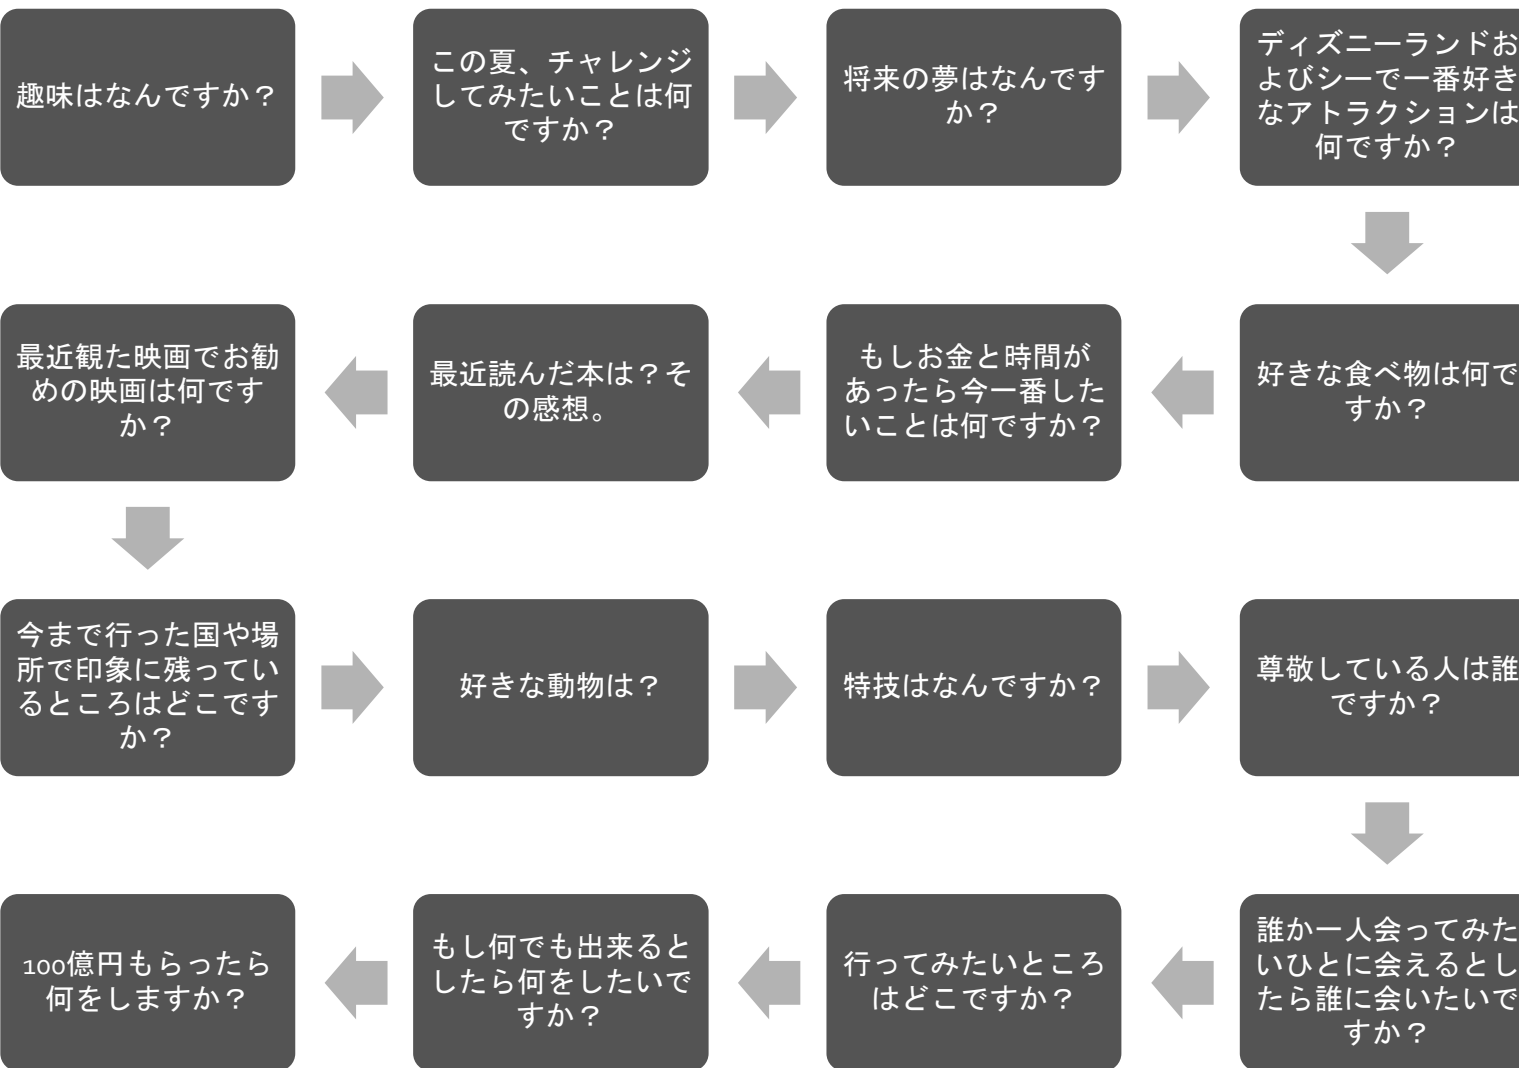 趣味はなんですか？
この夏、チャレンジ
してみたいことは何
ですか？
将来の夢はなんです
か？
ディズニーランドお
よびシーで一番好き
なアトラクションは
何ですか？
好きな食べ物は何で
すか？
もしお金と時間が
あったら今一番した
いことは何ですか？
最近読んだ本は？そ
の感想。
最近観た映画でお勧
めの映画は何です
か？
今まで行った国や場
所で印象に残ってい
るところはどこです
か？
好きな動物は？
特技はなんですか？
尊敬している人は誰
ですか？
誰か一人会ってみた
いひとに会えるとし
たら誰に会いたいで
すか？
行ってみたいところ
はどこですか？
もし何でも出来ると
したら何をしたいで
すか？
100億円もらったら
何をしますか？